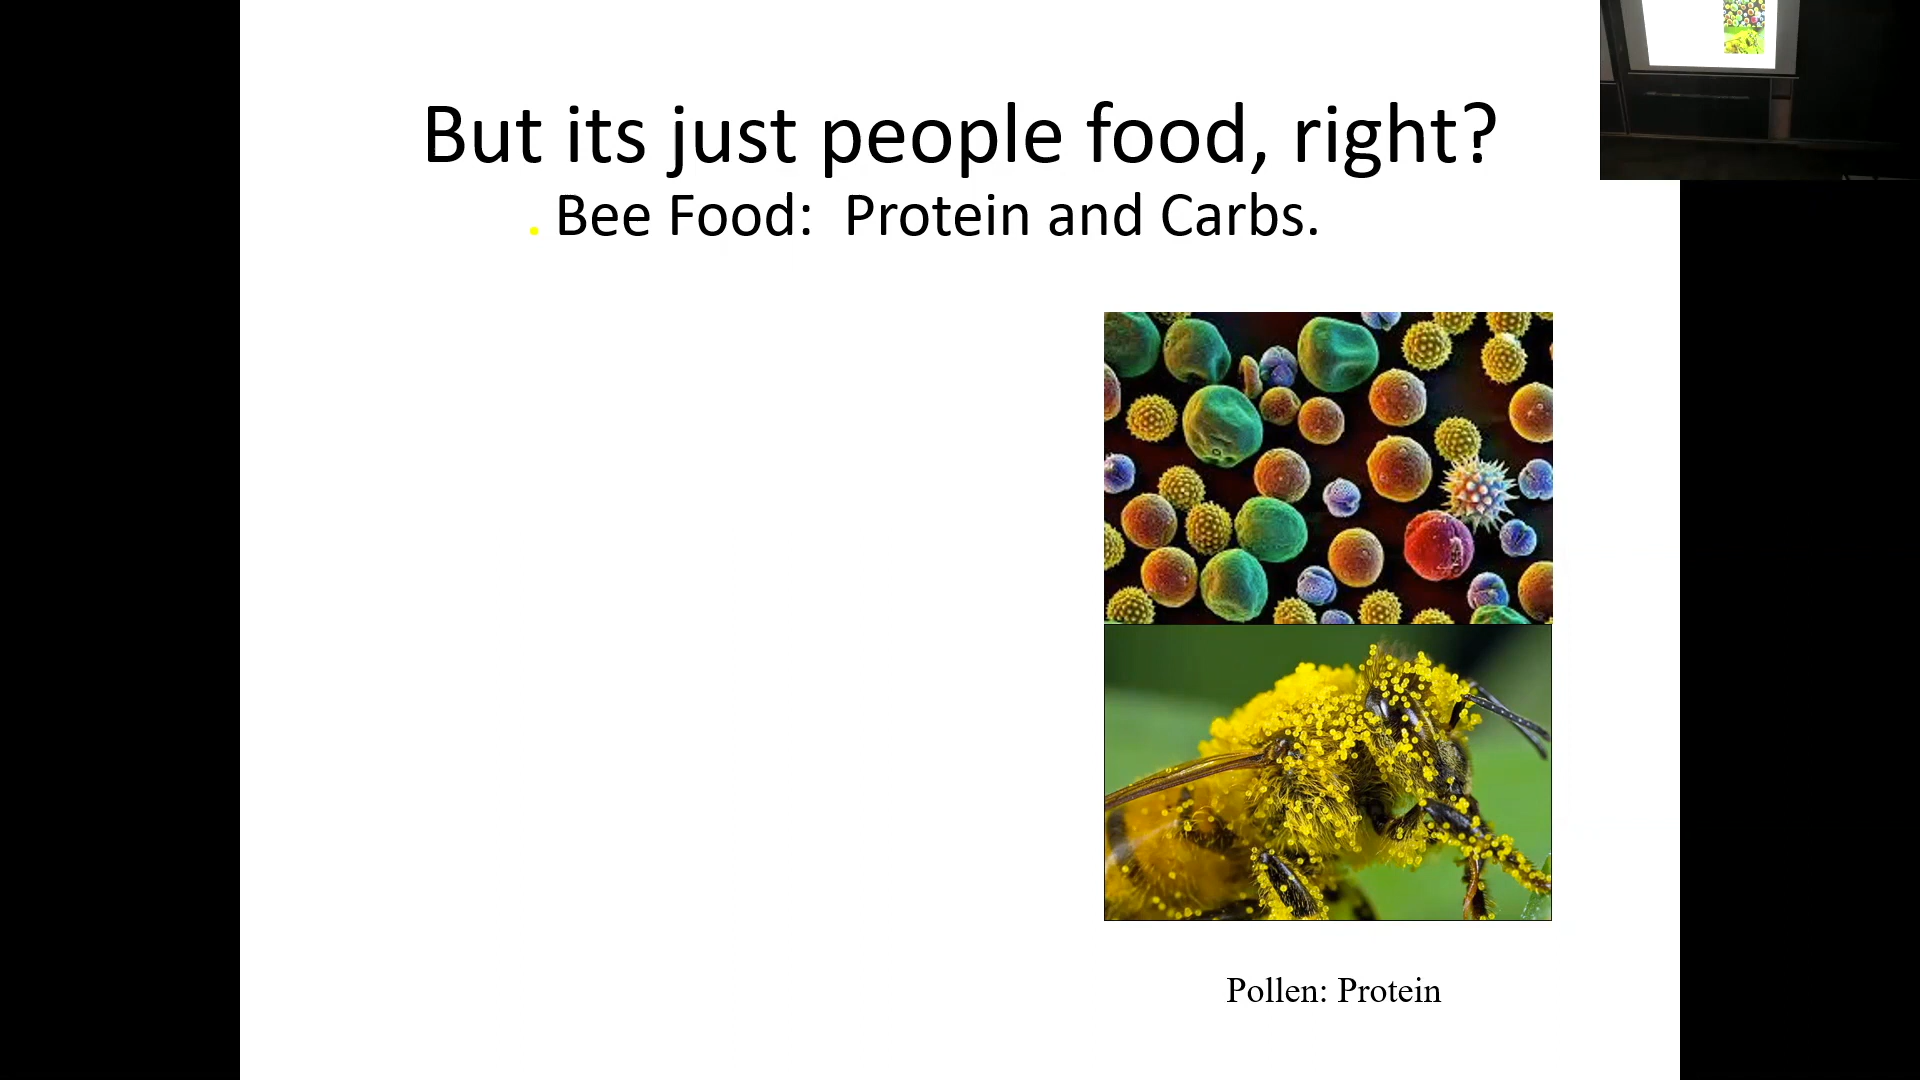 But its just people food, right?
. Bee Food:  Protein and Carbs.
Pollen: Protein